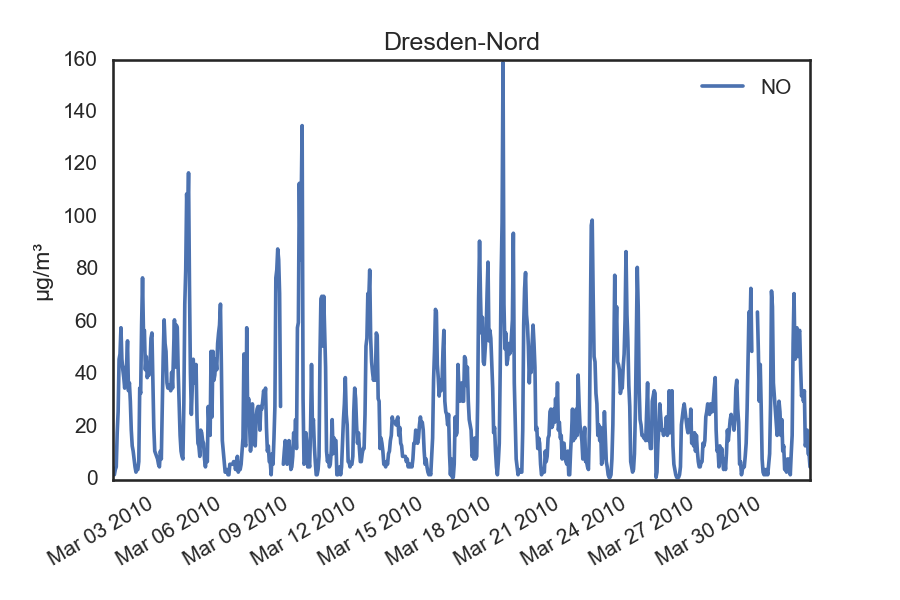 Dresden-Nord
160
140
120
100
80
60
40
20
0
µg/m³
NO
Mar 03 2010
Mar 06 2010
Mar 09 2010
Mar 12 2010
Mar 15 2010
Mar 18 2010
Mar 21 2010
Mar 24 2010
Mar 27 2010
Mar 30 2010